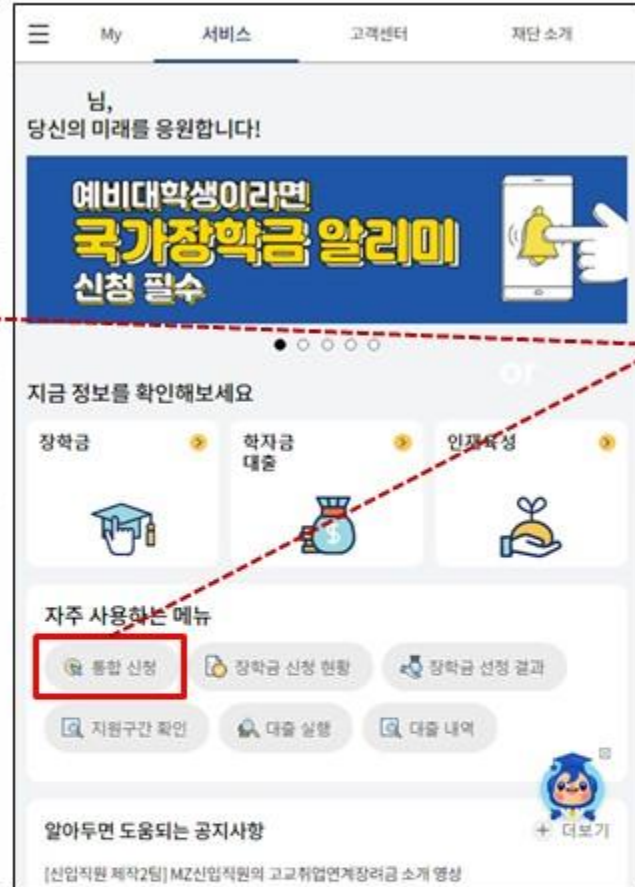 My 서비스 고객센터 재단 소개
님,
당신의 미래를 응원합니다!
예비대학생이라면
국가장학금 알리미
신청 필수
or
지금 정보를 확인해보세요
장학금 학자금 대출 인재육성
자주 사용하는 메뉴
통합 신청 장학금 신청 현황 장학금 선정 결과
지원구간 확인 대출 실행 대출 내역
알아두면 도움되는 공지사항 + 더보기
[신입직원 제작2팀] MZ신입직원의 고교취업연계장려금 소개 영상